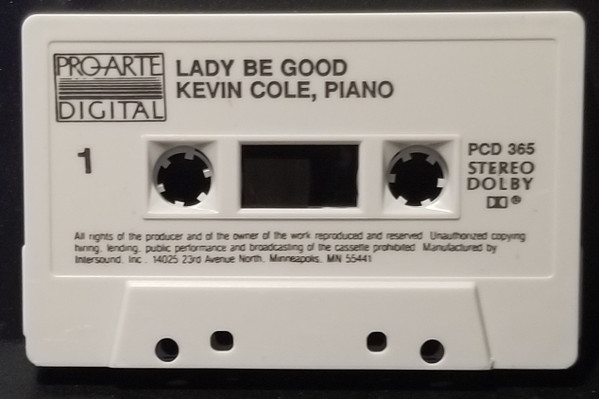 PRO-ARTE
DIGITAL
LADY BE GOOD
KEVIN COLE, PIANO
1
PCD 365
STEREO
DOLBY
®
All rights of the producer and of the owner of the work reproduced and reserved Unauthorized copying
hiring, lending, public performance and broadcasting of the cassette prohibited Manufactured by
Intersound, Inc., 14025 23rd Avenue North, Minneapolis, MN 55441